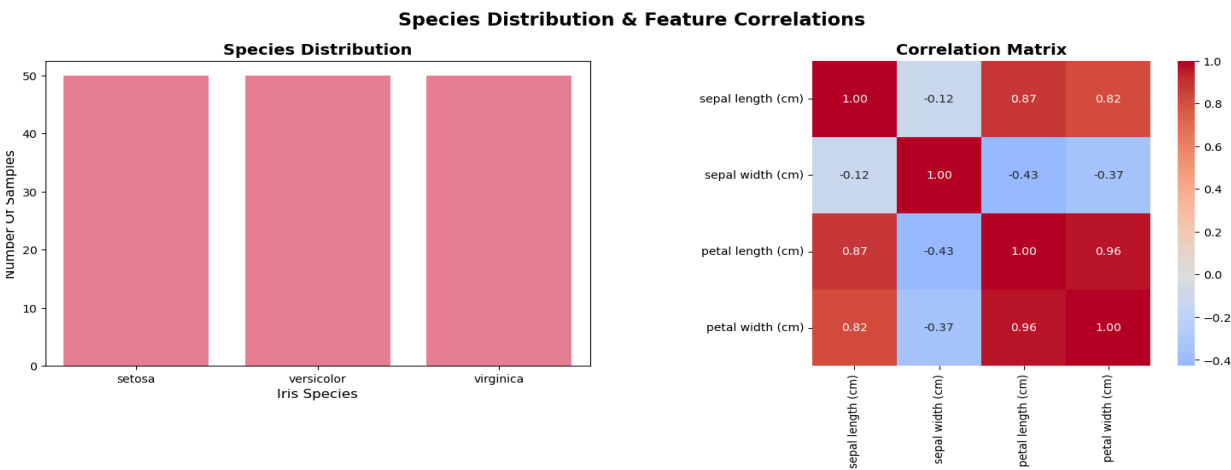 Species Distribution & Feature Correlations
Species Distribution
50
40
30
20
10
0
Number Of Samples
setosa versicolor virginica
Iris Species
Correlation Matrix
sepal length (cm) 1.00 -0.12 0.87 0.82
sepal width (cm) -0.12 1.00 -0.43 -0.37
petal length (cm) 0.87 -0.43 1.00 0.96
petal width (cm) 0.82 -0.37 0.96 1.00
sepal length (cm)
sepal width (cm)
petal length (cm)
petal width (cm)
1.0
0.8
0.6
0.4
0.2
0.0
−0.2
−0.4